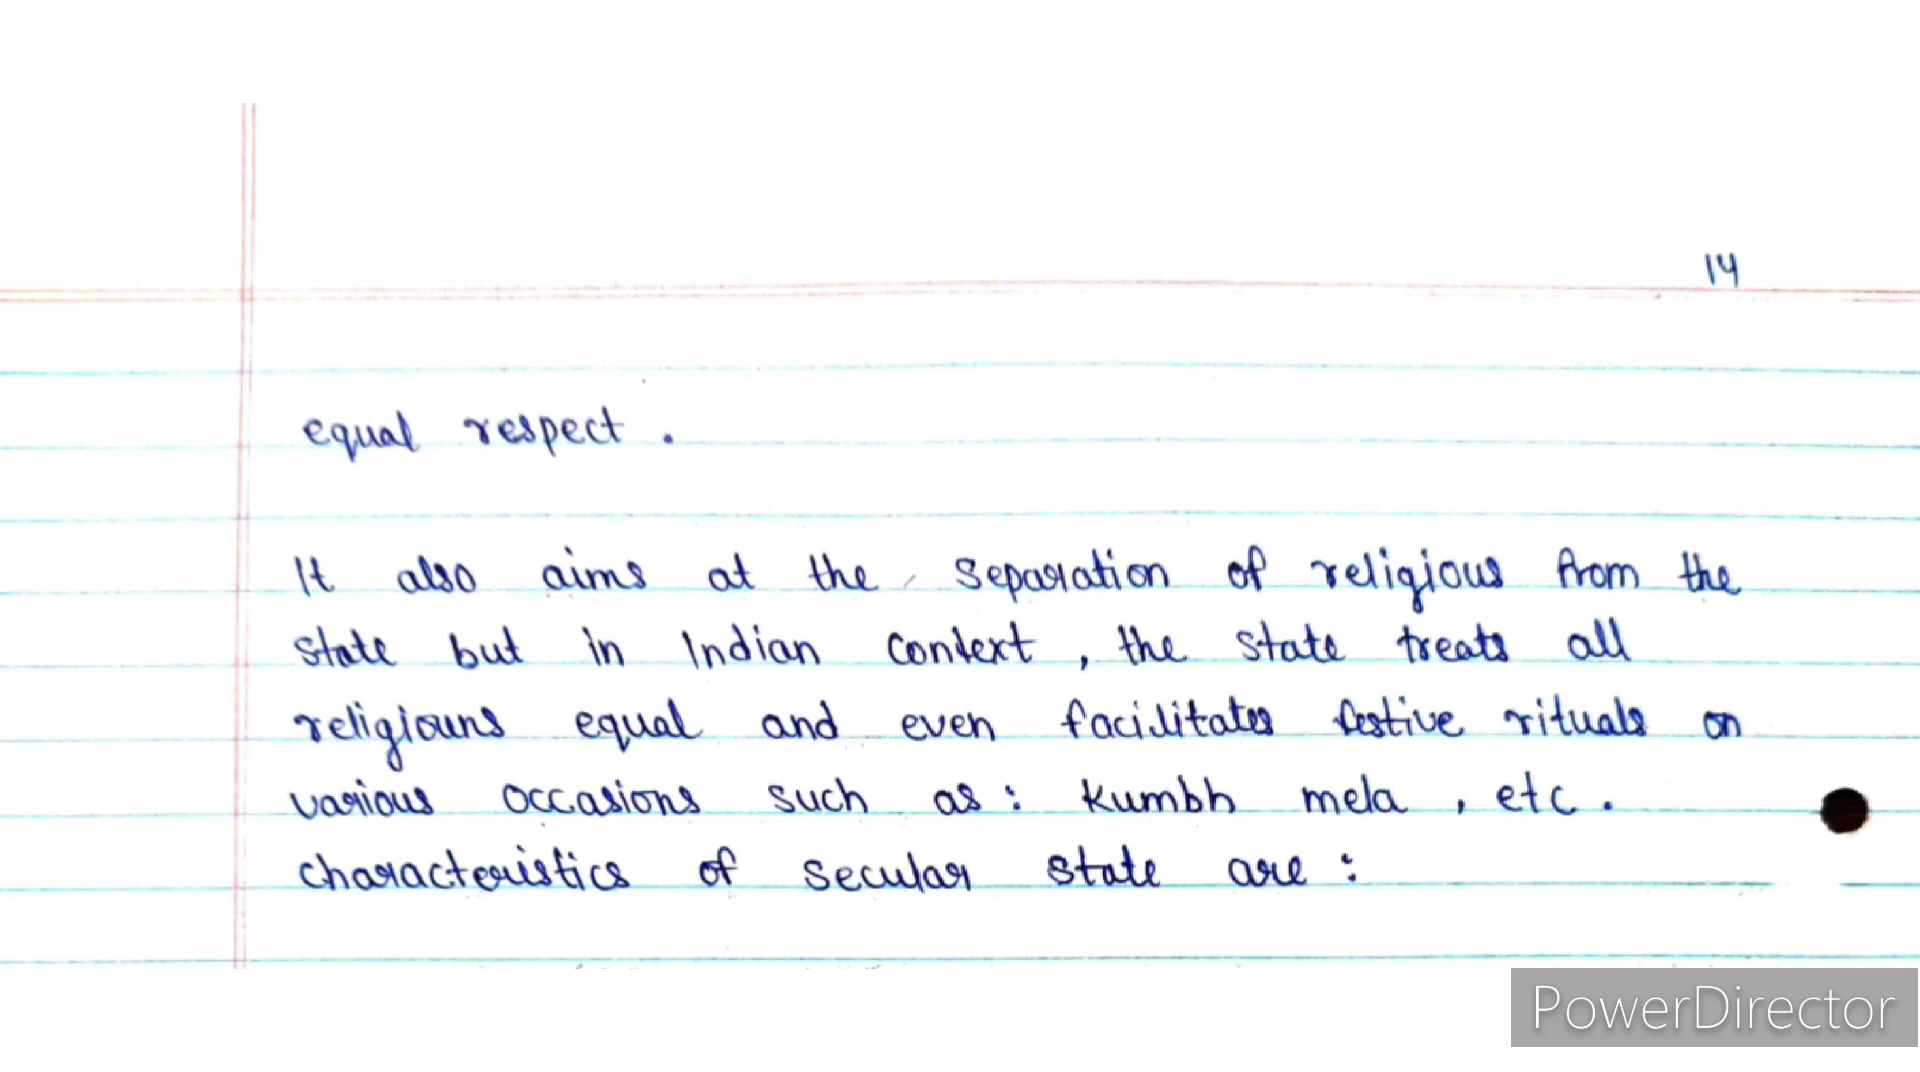 14
equal respect .
It also aims at the separation of religious from the
state but in Indian context , the state treats all
religiouns equal and even facilitates festive rituals on
various occasions such as : Kumbh mela , etc .
characteristics of secular state are :
PowerDirector